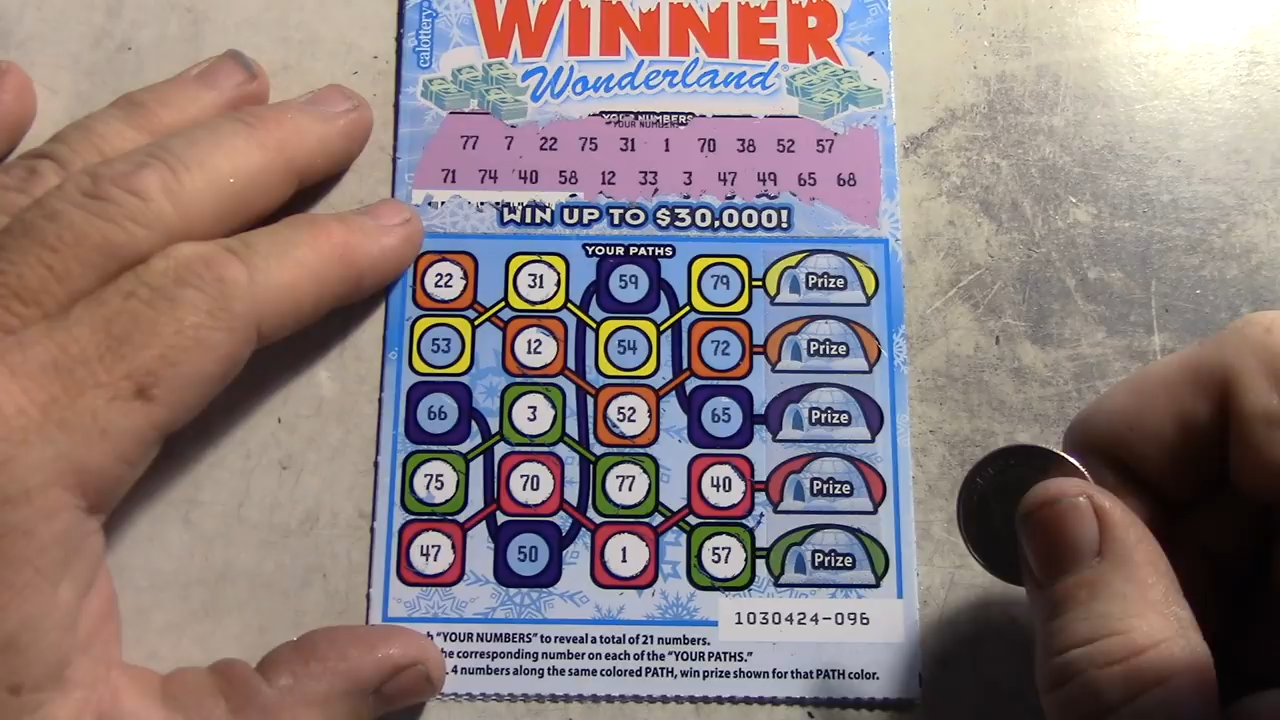 calottery®
WINNER
Wonderland®
YOUR NUMBERS
YOUR NUMBERS
77 7 22 75 31 1 70 38 52 57
71 74 40 58 12 33 3 47 49 65 68
WIN UP TO $30,000!
YOUR PATHS
22 31 59 79 Prize
53 12 54 72 Prize
66 3 52 65 Prize
75 70 77 40 Prize
47 50 1 57 Prize
1030424-096
"YOUR NUMBERS" to reveal a total of 21 numbers.
corresponding number on each of the "YOUR PATHS."
4 numbers along the same colored PATH, win prize shown for that PATH color.